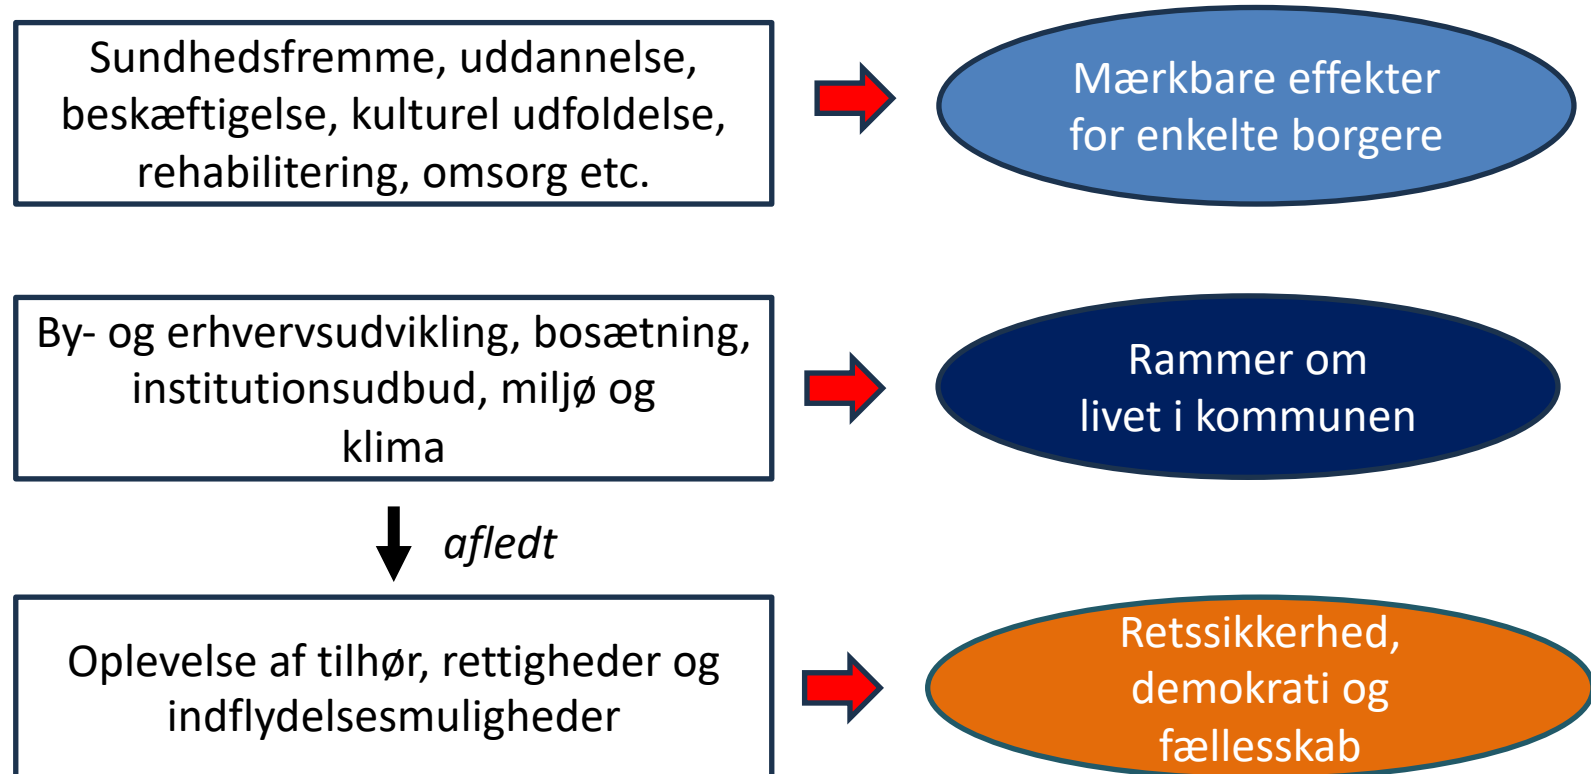 Sundhedsfremme, uddannelse,
beskæftigelse, kulturel udfoldelse,
rehabilitering, omsorg etc.
Mærkbare effekter
for enkelte borgere
By- og erhvervsudvikling, bosætning,
institutionsudbud, miljø og
klima
Rammer om
livet i kommunen
afledt
Oplevelse af tilhør, rettigheder og
indflydelsesmuligheder
Retssikkerhed,
demokrati og
fællesskab